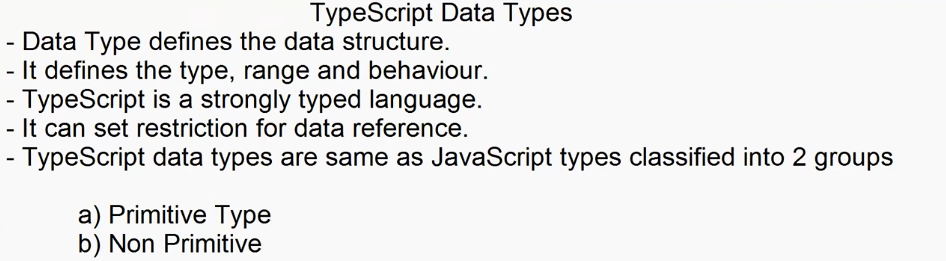 TypeScript Data Types
- Data Type defines the data structure.
- It defines the type, range and behaviour.
- TypeScript is a strongly typed language.
- It can set restriction for data reference.
- TypeScript data types are same as JavaScript types classified into 2 groups
a) Primitive Type
b) Non Primitive